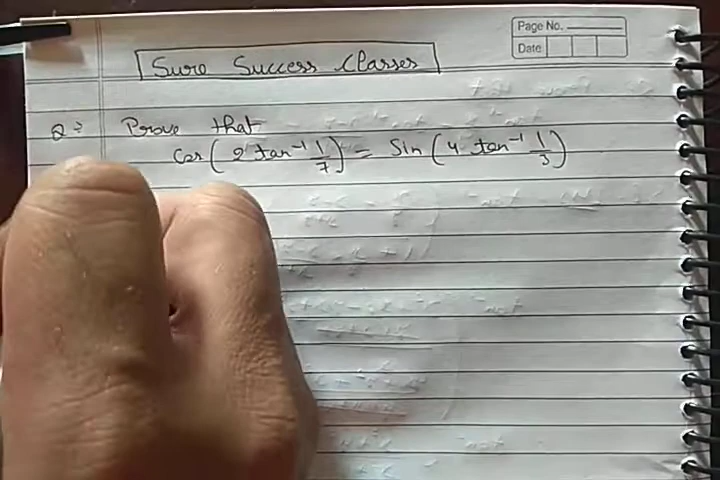 Page No.
Date
Sure Success Classes
Q⇒ Prove that
Cos (2 tan⁻¹ 1/7) = Sin (4 tan⁻¹ 1/3)